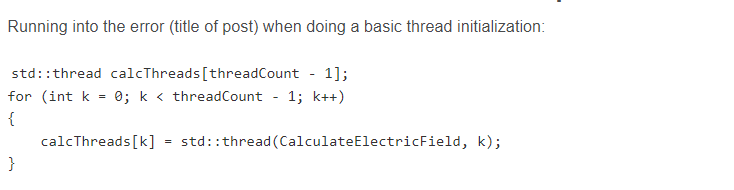 Running into the error (title of post) when doing a basic thread initialization:
std::thread calcThreads[threadCount - 1];
for (int k = 0; k < threadCount - 1; k++)
{
calcThreads[k] = std::thread(CalculateElectricField, k);
}